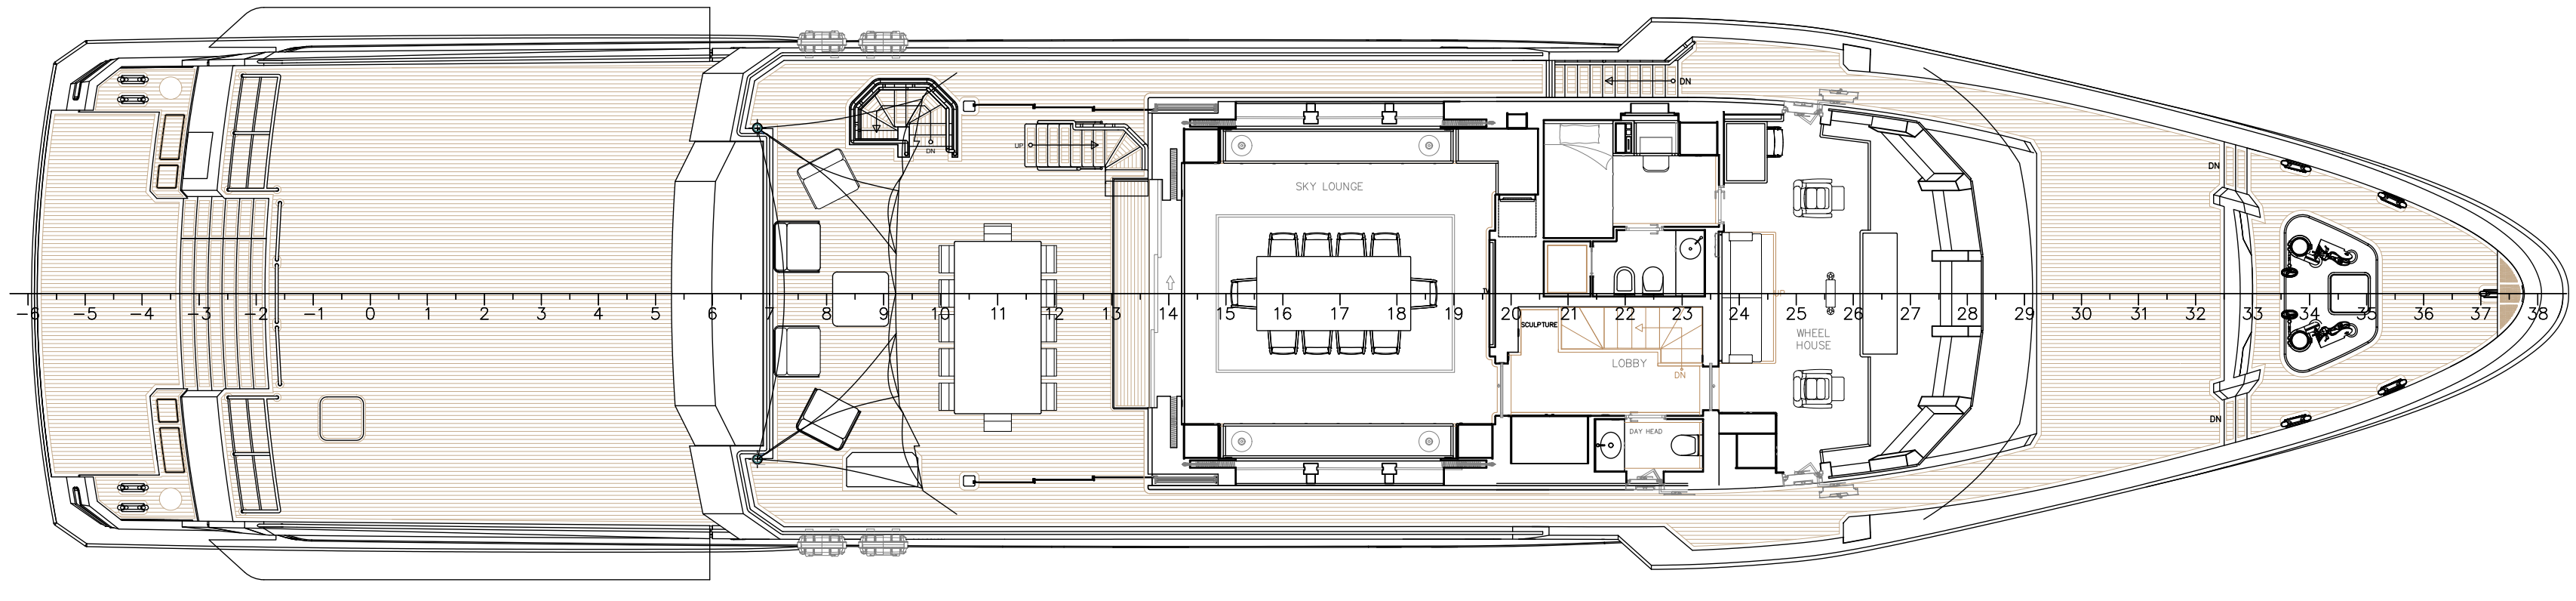 DN
UP
DN
DN
SKY LOUNGE
TV
UP
-6 -5 -4 -3 -2 -1 0 1 2 3 4 5 6 7 8 9 10 11 12 13 14 15 16 17 18 19 20 21 22 23 24 25 26 27 28 29 30 31 32 33 34 35 36 37 38
SCULPTURE
WHEEL
HOUSE
LOBBY
DN
DN
DAY HEAD